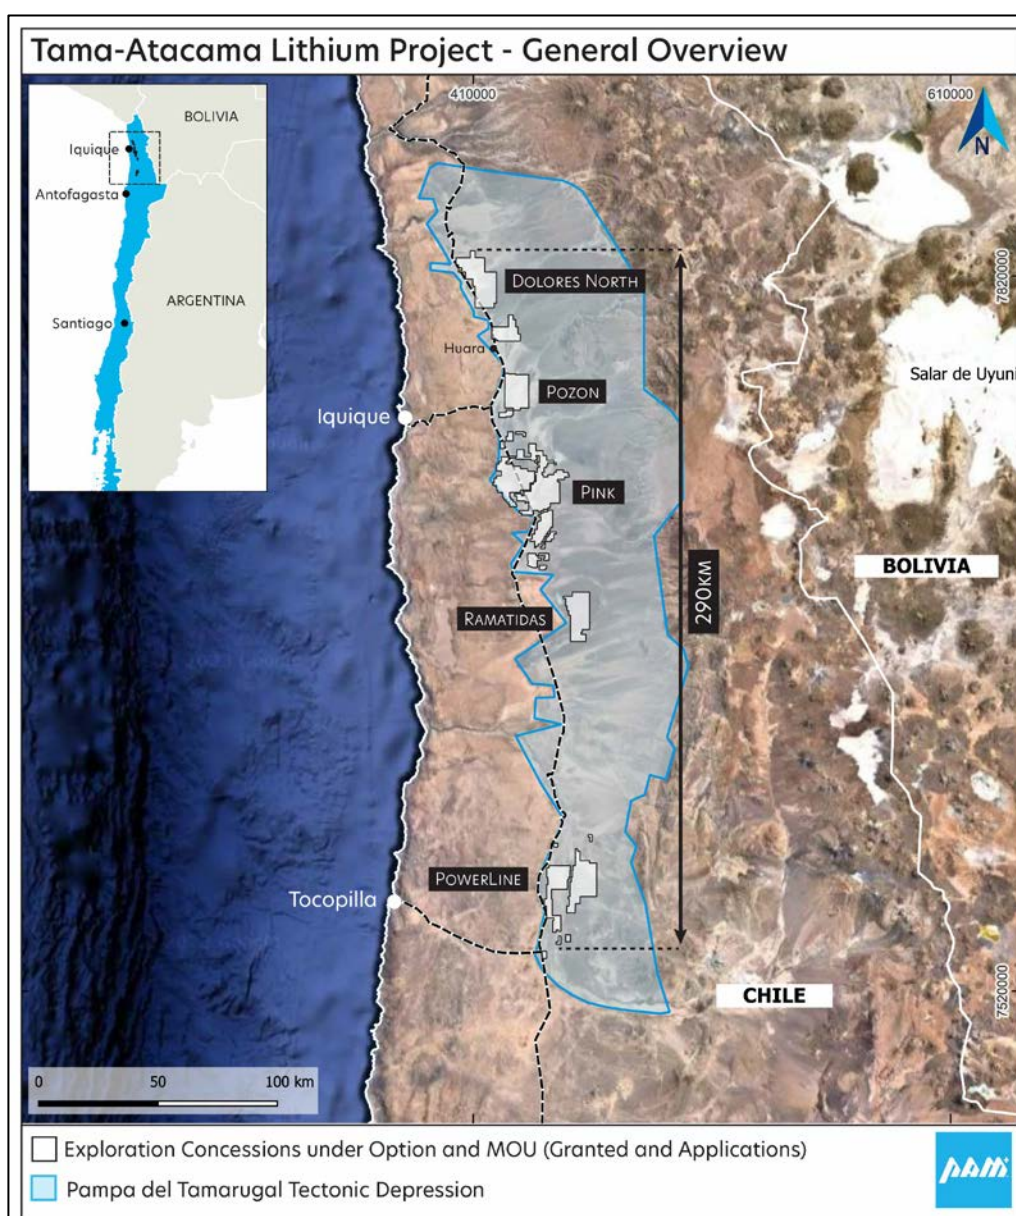 Tama-Atacama Lithium Project - General Overview
410000
610000
BOLIVIA
Iquique
Antofagasta
ARGENTINA
Santiago
N
DOLORES NORTH
7820000
Huara
Salar de Uyuni
POZON
Iquique
PINK
BOLIVIA
290KM
RAMATIDAS
POWERLINE
Tocopilla
CHILE
7520000
0 50 100 km
Exploration Concessions under Option and MOU (Granted and Applications)
Pampa del Tamarugal Tectonic Depression
PAM